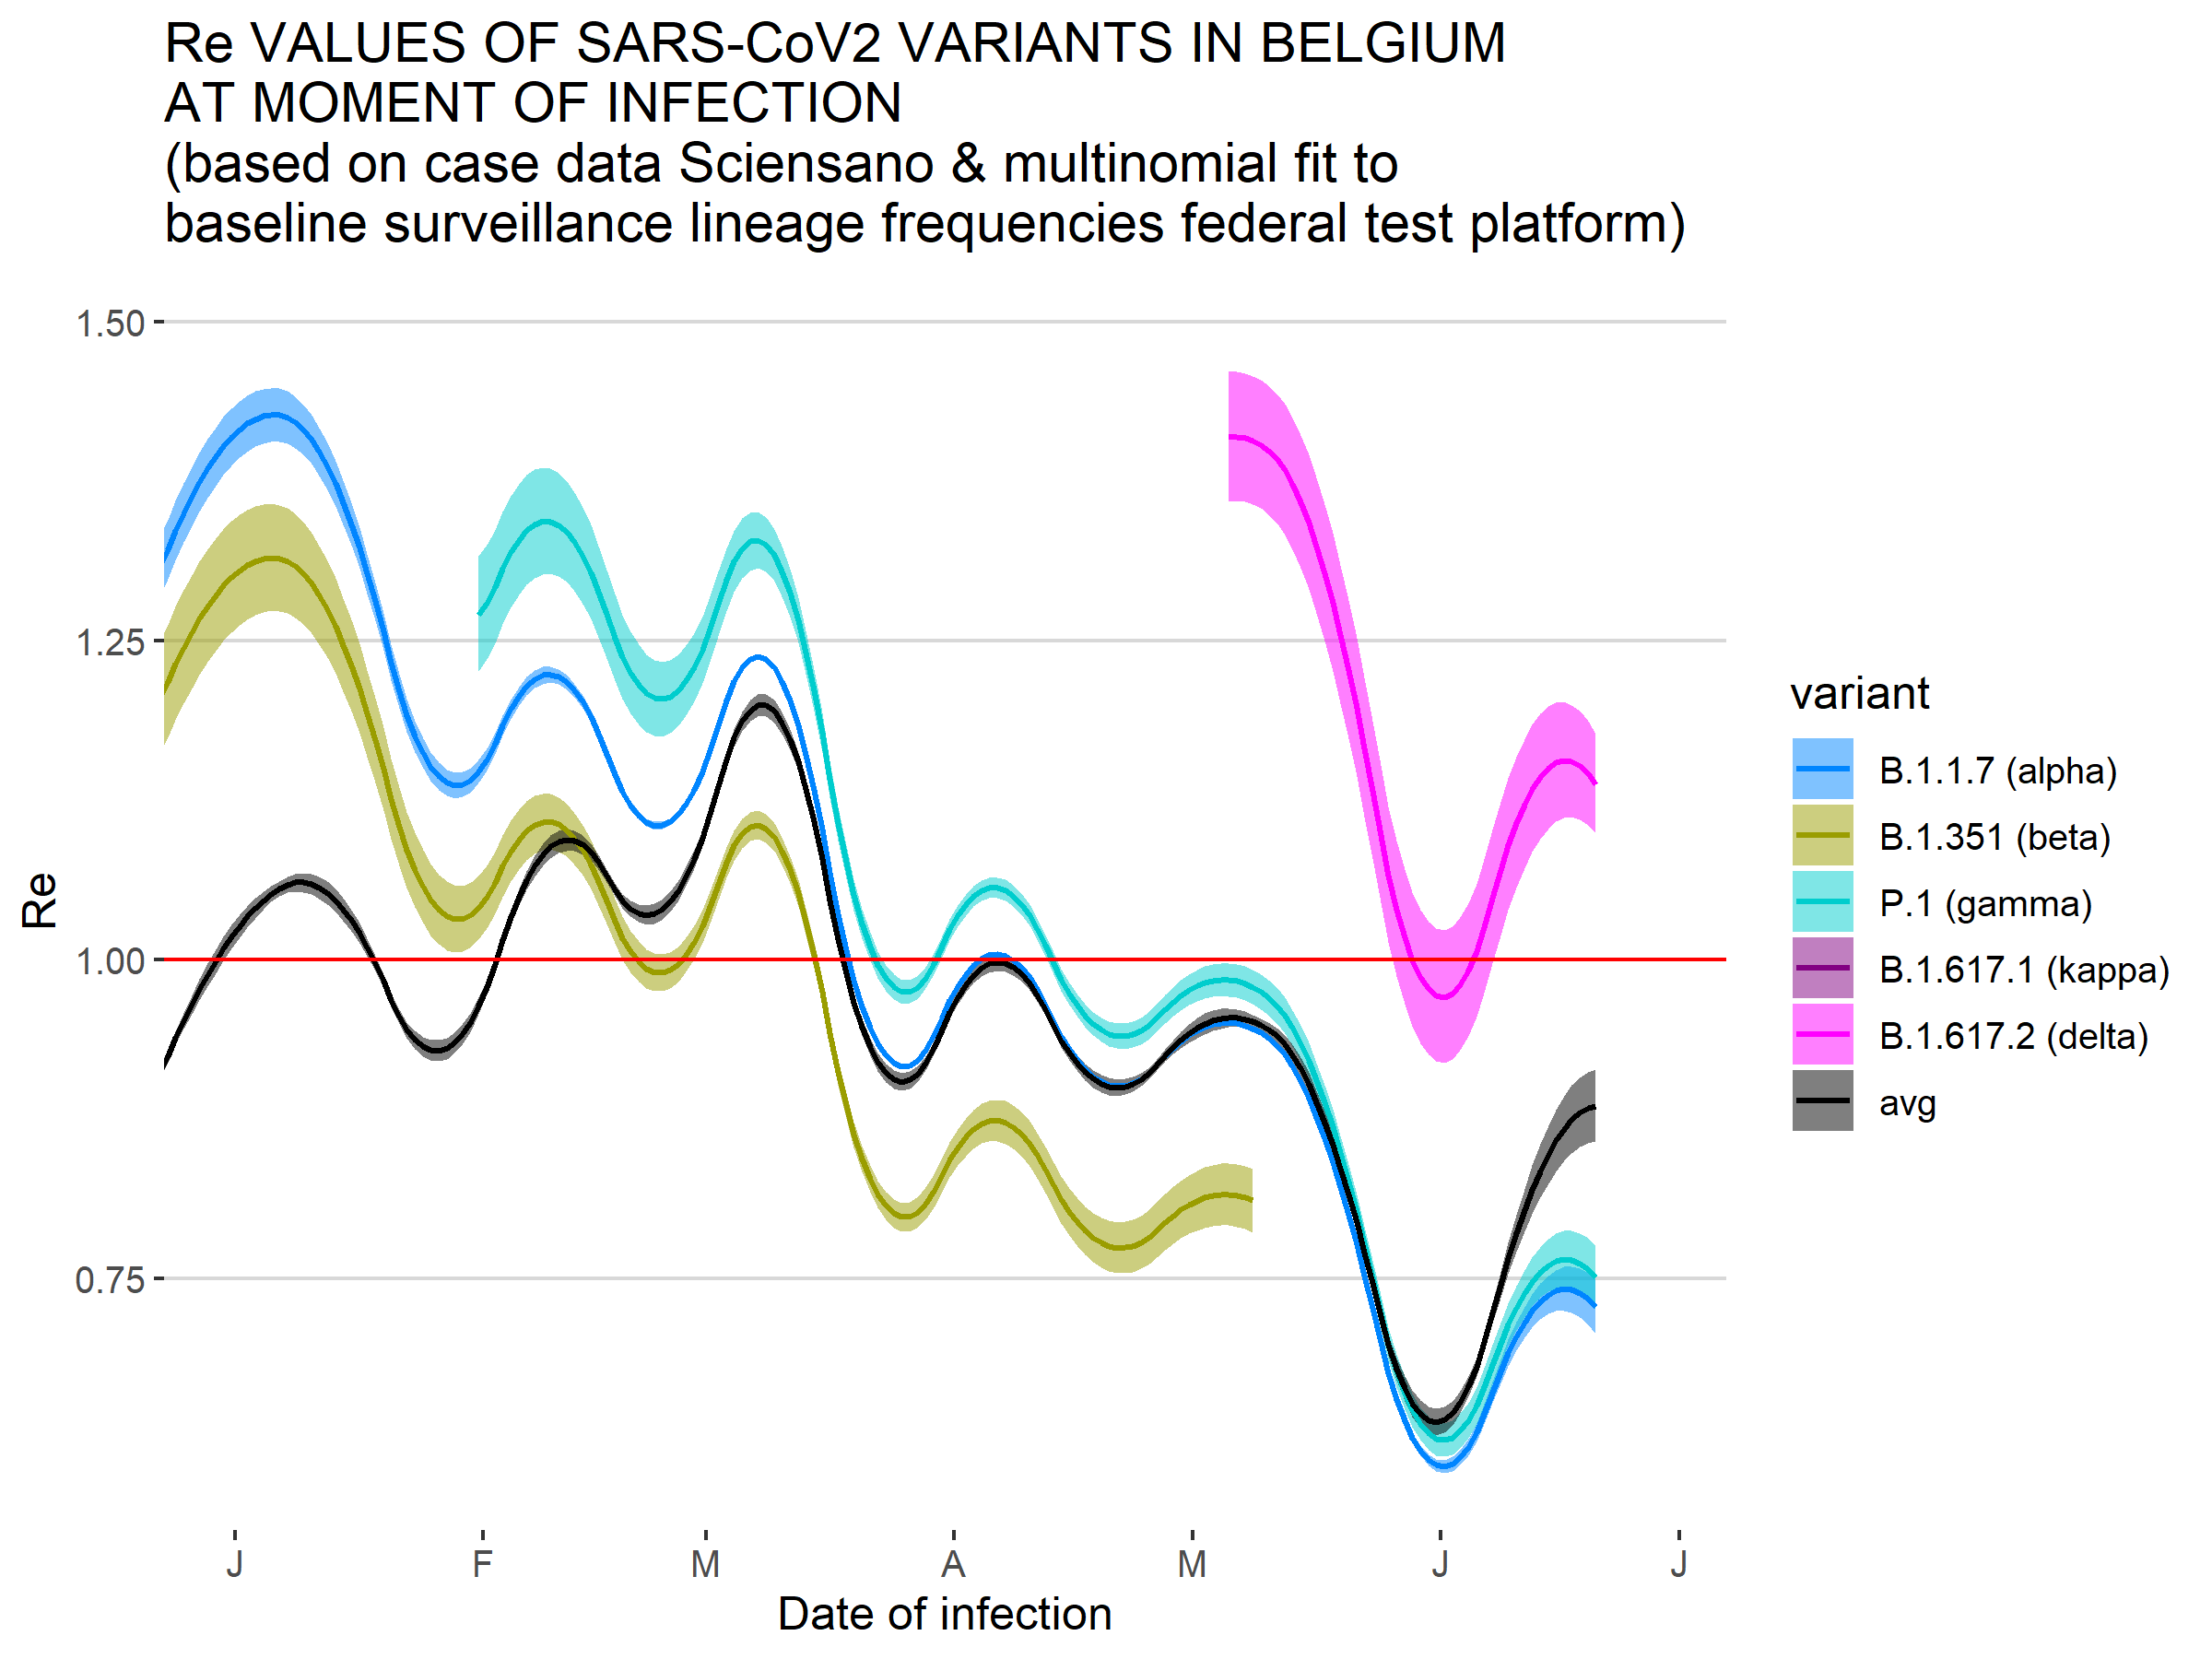 Re VALUES OF SARS-CoV2 VARIANTS IN BELGIUM
AT MOMENT OF INFECTION
(based on case data Sciensano & multinomial fit to
baseline surveillance lineage frequencies federal test platform)
1.50
1.25
1.00
0.75
Re
J F M A M J J
Date of infection
variant
B.1.1.7 (alpha)
B.1.351 (beta)
P.1 (gamma)
B.1.617.1 (kappa)
B.1.617.2 (delta)
avg